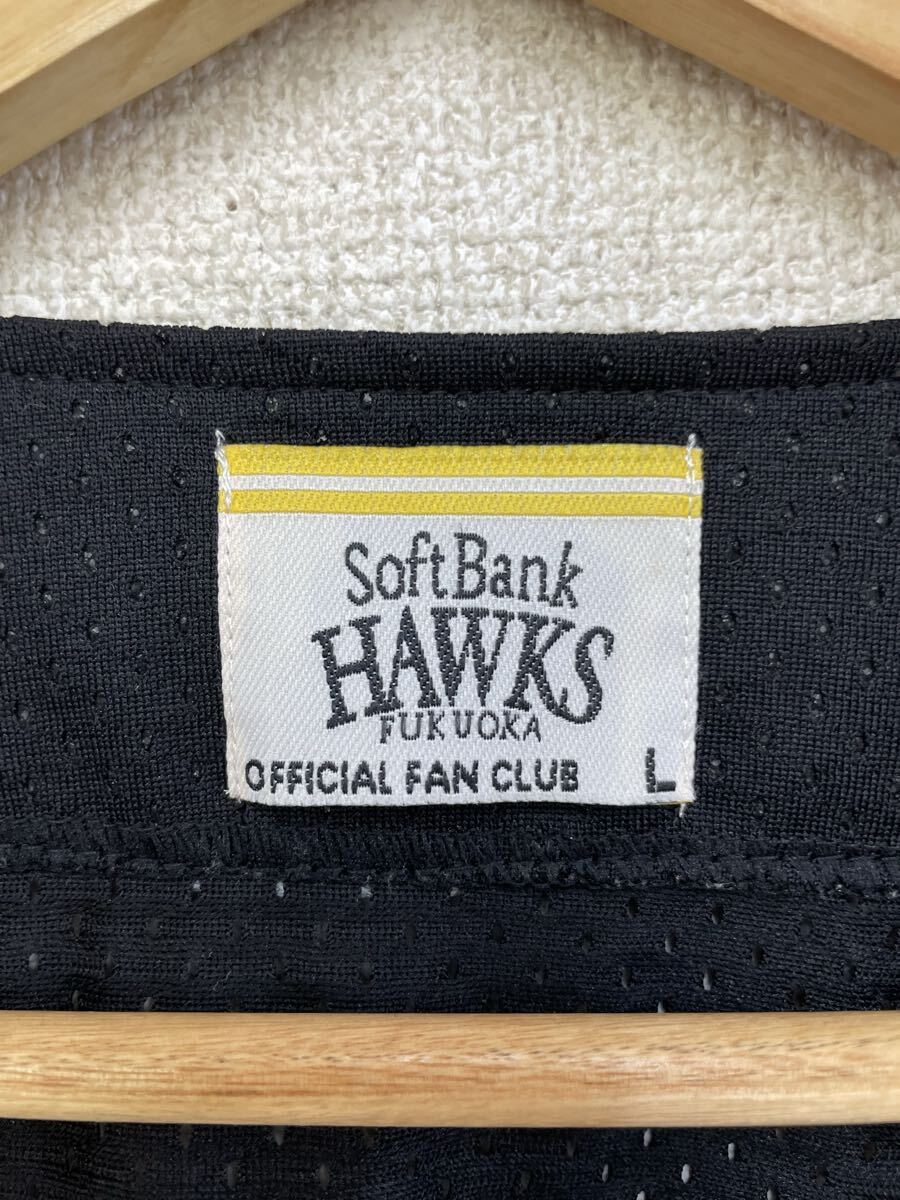 SoftBank
HAWKS
FUKUOKA
OFFICIAL FAN CLUB L